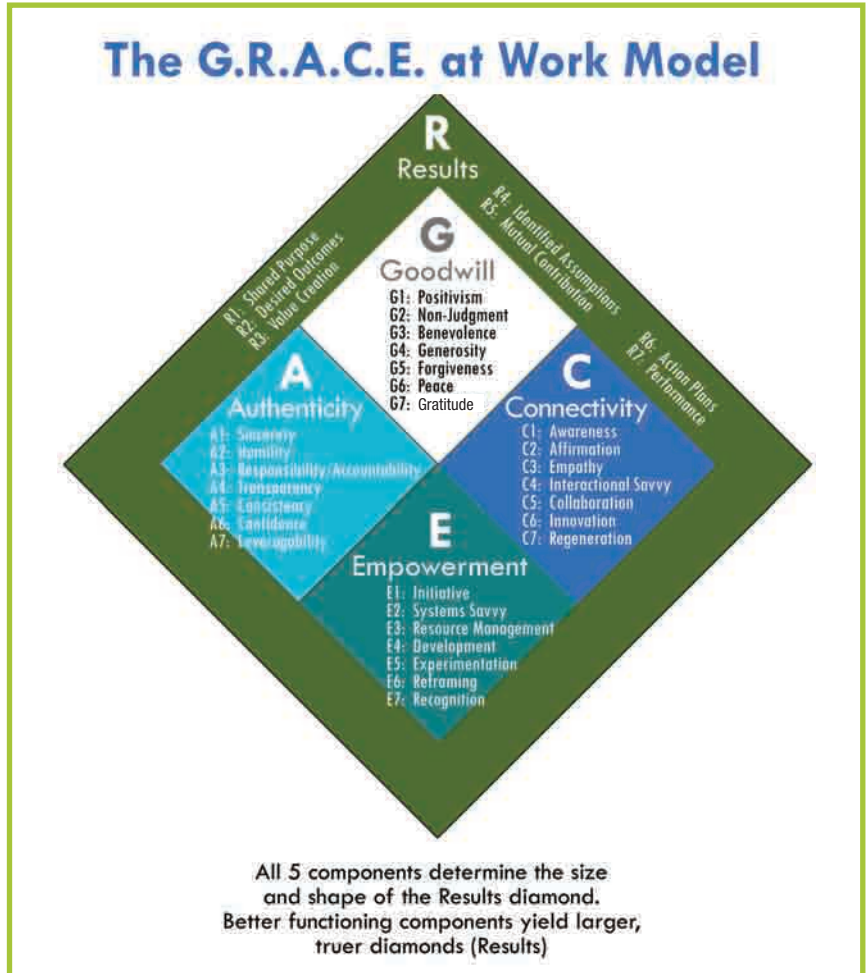 The G.R.A.C.E. at Work Model
R
Results
R1: Shared Purpose
R2: Desired Outcomes
R3: Value Creation
R4: Identified Assumptions
R5: Mutual Contribution
R6: Action Plans
R7: Performance
G
Goodwill
G1: Positivism
G2: Non-Judgment
G3: Benevolence
G4: Generosity
G5: Forgiveness
G6: Peace
G7: Gratitude
A
Authenticity
A1: Sincerety
A2: Humility
A3: Responsibility/Accountability
A4: Transparency
A5: Consistency
A6: Confidence
A7: Leveragability
C
Connectivity
C1: Awareness
C2: Affirmation
C3: Empathy
C4: Interactional Savvy
C5: Collaboration
C6: Innovation
C7: Regeneration
E
Empowerment
E1: Initiative
E2: Systems Savvy
E3: Resource Management
E4: Development
E5: Experimentation
E6: Reframing
E7: Recognition
All 5 components determine the size
and shape of the Results diamond.
Better functioning components yield larger,
truer diamonds (Results)